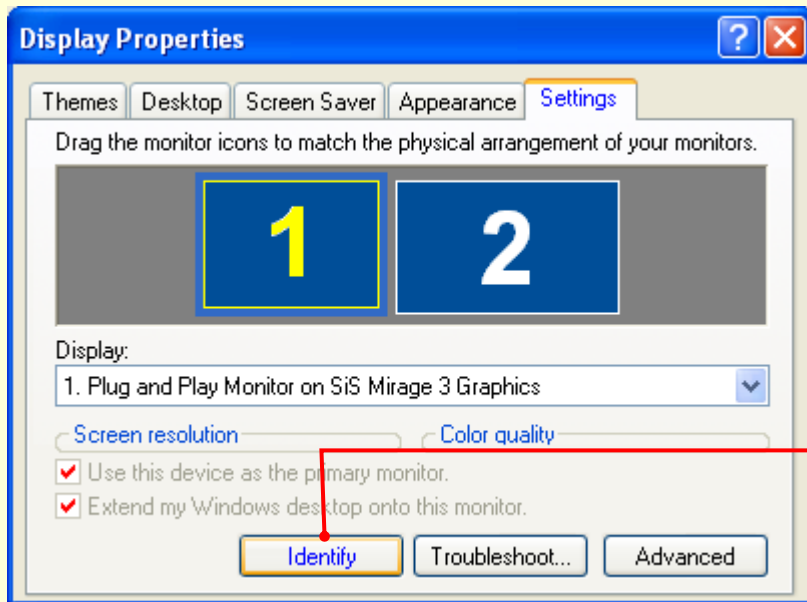 Display Properties
Themes Desktop Screen Saver Appearance Settings
Drag the monitor icons to match the physical arrangement of your monitors.
1 2
Display:
1. Plug and Play Monitor on SiS Mirage 3 Graphics
Screen resolution Color quality
Use this device as the primary monitor.
Extend my Windows desktop onto this monitor.
Identify Troubleshoot... Advanced